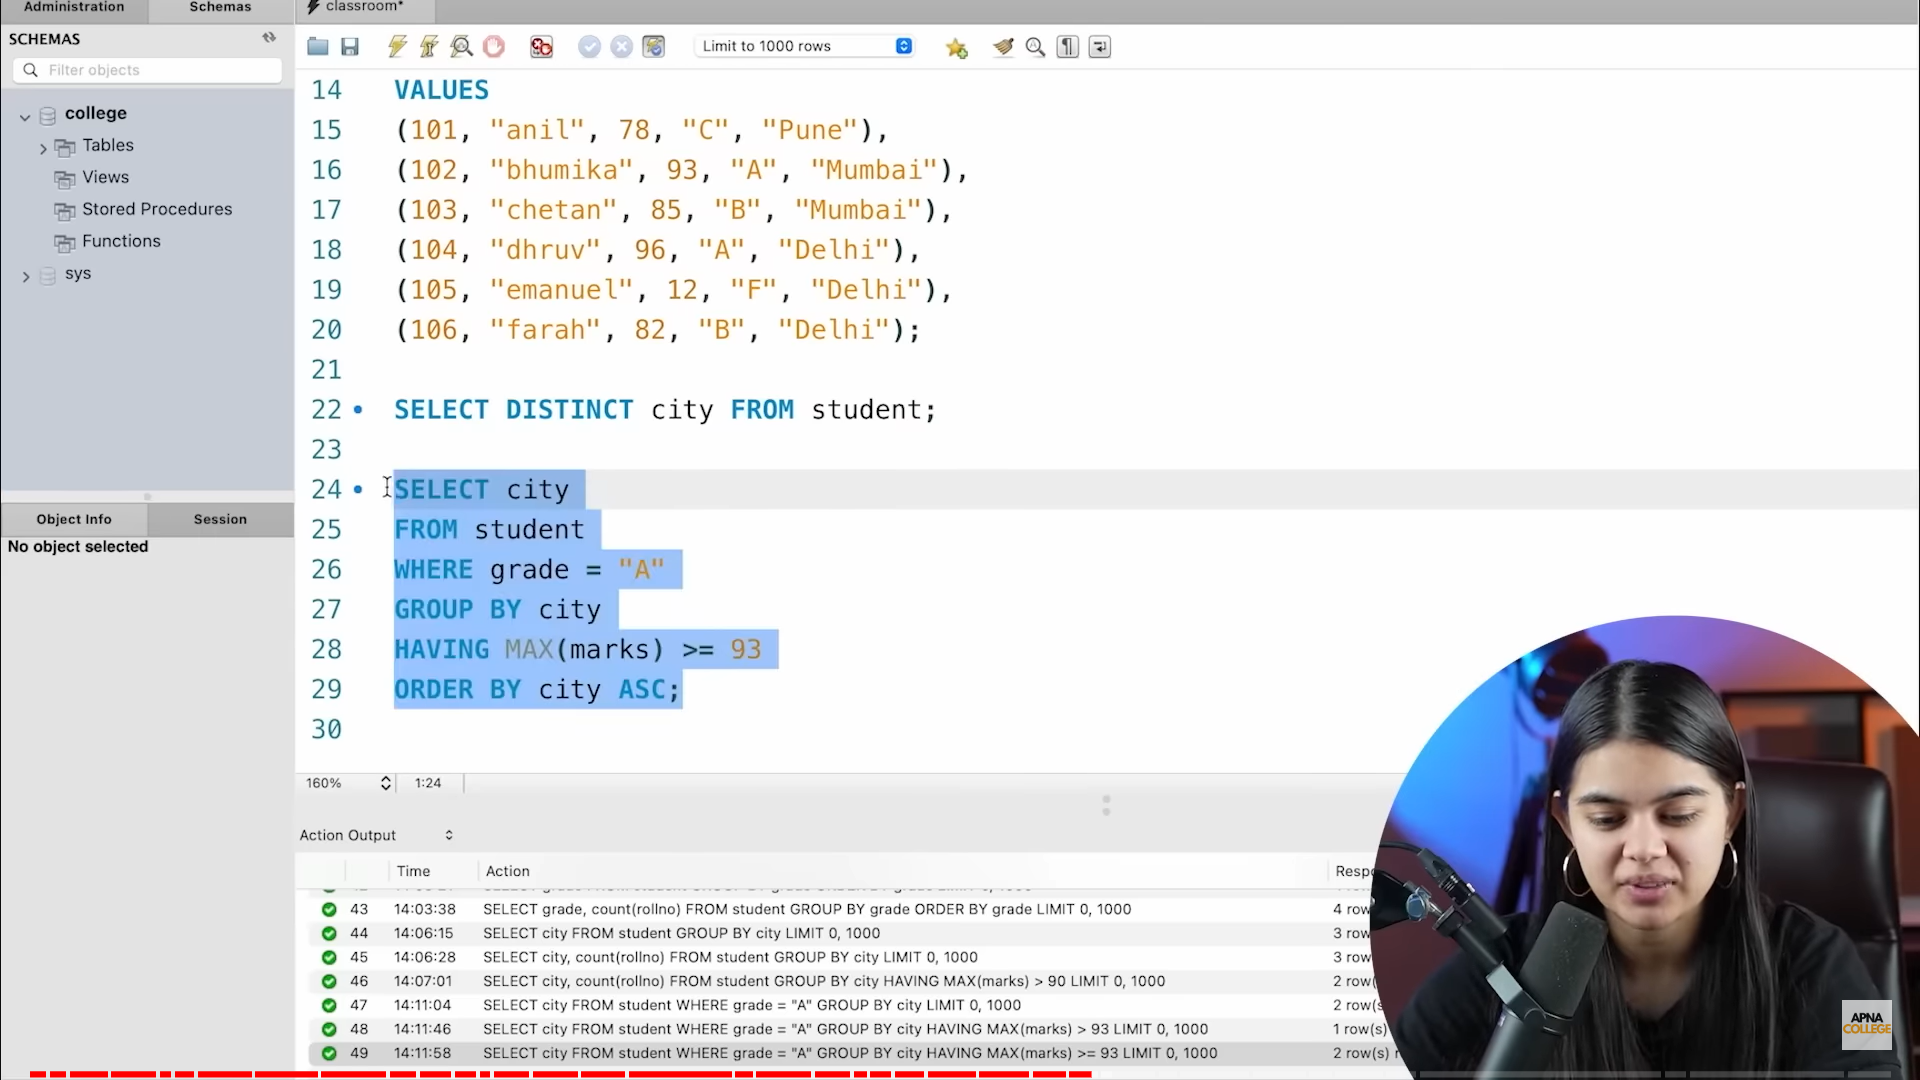 Administration Schemas
classroom*
SCHEMAS
Filter objects
Limit to 1000 rows
college
Tables
Views
Stored Procedures
Functions
sys
14 VALUES
15 (101, "anil", 78, "C", "Pune"),
16 (102, "bhumika", 93, "A", "Mumbai"),
17 (103, "chetan", 85, "B", "Mumbai"),
18 (104, "dhruv", 96, "A", "Delhi"),
19 (105, "emanuel", 12, "F", "Delhi"),
20 (106, "farah", 82, "B", "Delhi");
21
22 SELECT DISTINCT city FROM student;
23
24 SELECT city
25 FROM student
26 WHERE grade = "A"
27 GROUP BY city
28 HAVING MAX(marks) >= 93
29 ORDER BY city ASC;
30
Object Info Session
No object selected
160% 1:24
Action Output
Time Action
43 14:03:38 SELECT grade, count(rollno) FROM student GROUP BY grade ORDER BY grade LIMIT 0, 1000 4 row
44 14:06:15 SELECT city FROM student GROUP BY city LIMIT 0, 1000 3 row
45 14:06:28 SELECT city, count(rollno) FROM student GROUP BY city LIMIT 0, 1000 3 row
46 14:07:01 SELECT city, count(rollno) FROM student GROUP BY city HAVING MAX(marks) > 90 LIMIT 0, 1000 2 row(
47 14:11:04 SELECT city FROM student WHERE grade = "A" GROUP BY city LIMIT 0, 1000 2 row(s)
48 14:11:46 SELECT city FROM student WHERE grade = "A" GROUP BY city HAVING MAX(marks) > 93 LIMIT 0, 1000 1 row(s)
49 14:11:58 SELECT city FROM student WHERE grade = "A" GROUP BY city HAVING MAX(marks) >= 93 LIMIT 0, 1000 2 row(s)
APNA
COLLEGE